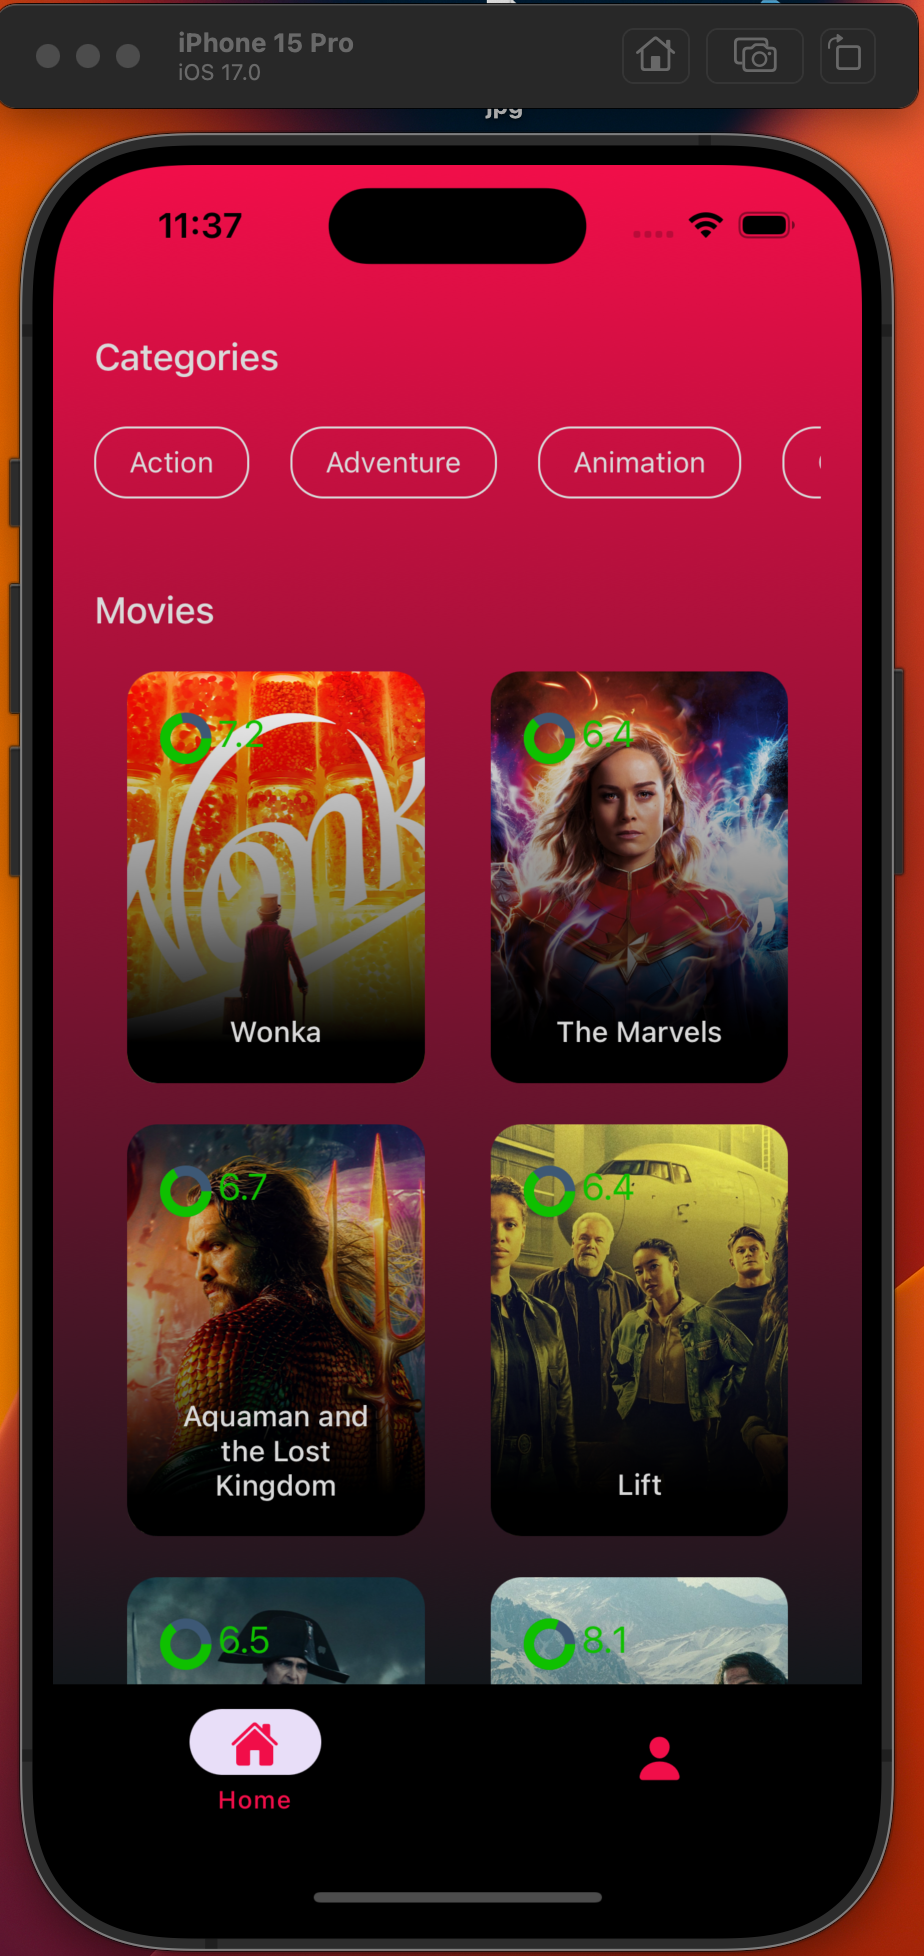 iPhone 15 Pro
iOS 17.0
jpg
11:37
Categories
Action
Adventure
Animation
Movies
7.2
6.4
Wonk
Wonka
The Marvels
6.7
6.4
Aquaman and
the Lost
Kingdom
Lift
6.5
8.1
Home